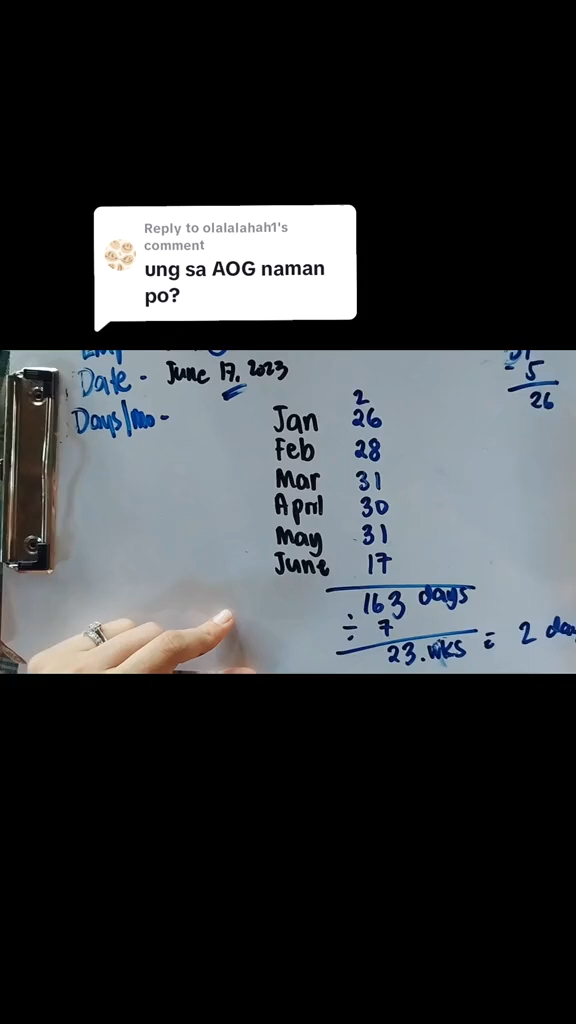 Reply to olalalahah1's
comment
ung sa AOG naman
po?
Date - June 17, 2023
Days/mo -
5
26
2
Jan 26
Feb 28
Mar 31
April 30
May 31
June 17
163 days
÷ 7
23. wks = 2